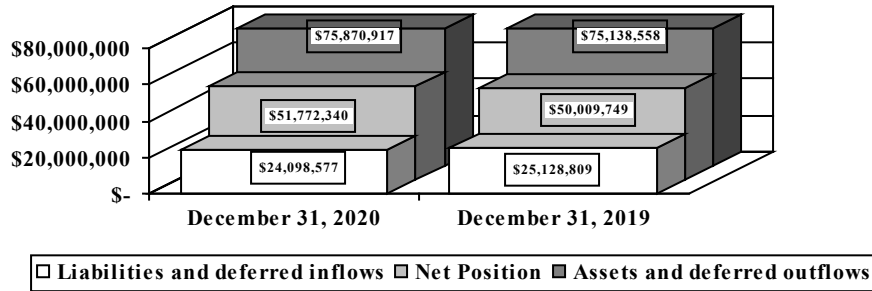 $80,000,000
$60,000,000
$40,000,000
$20,000,000
$-
$75,870,917
$51,772,340
$24,098,577
$75,138,558
$50,009,749
$25,128,809
December 31, 2020
December 31, 2019
Liabilities and deferred inflows
Net Position
Assets and deferred outflows